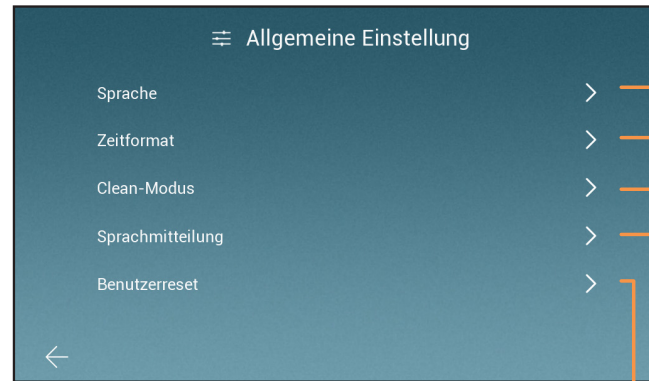 Allgemeine Einstellung
Sprache
Zeitformat
Clean-Modus
Sprachmitteilung
Benutzerreset